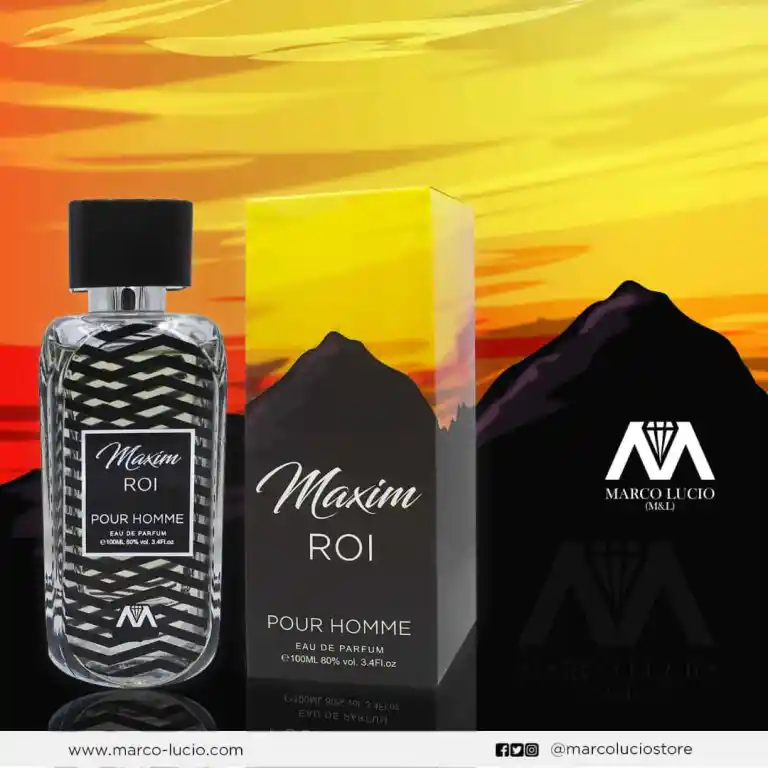 Maxim
ROI
POUR HOMME
EAU DE PARFUM
℮100ML 80% vol. 3.4Fl.oz
Maxim
ROI
POUR HOMME
EAU DE PARFUM
℮100ML 80% vol. 3.4Fl.oz
MARCO LUCIO
(M&L)
www.marco-lucio.com
@marcoluciostore